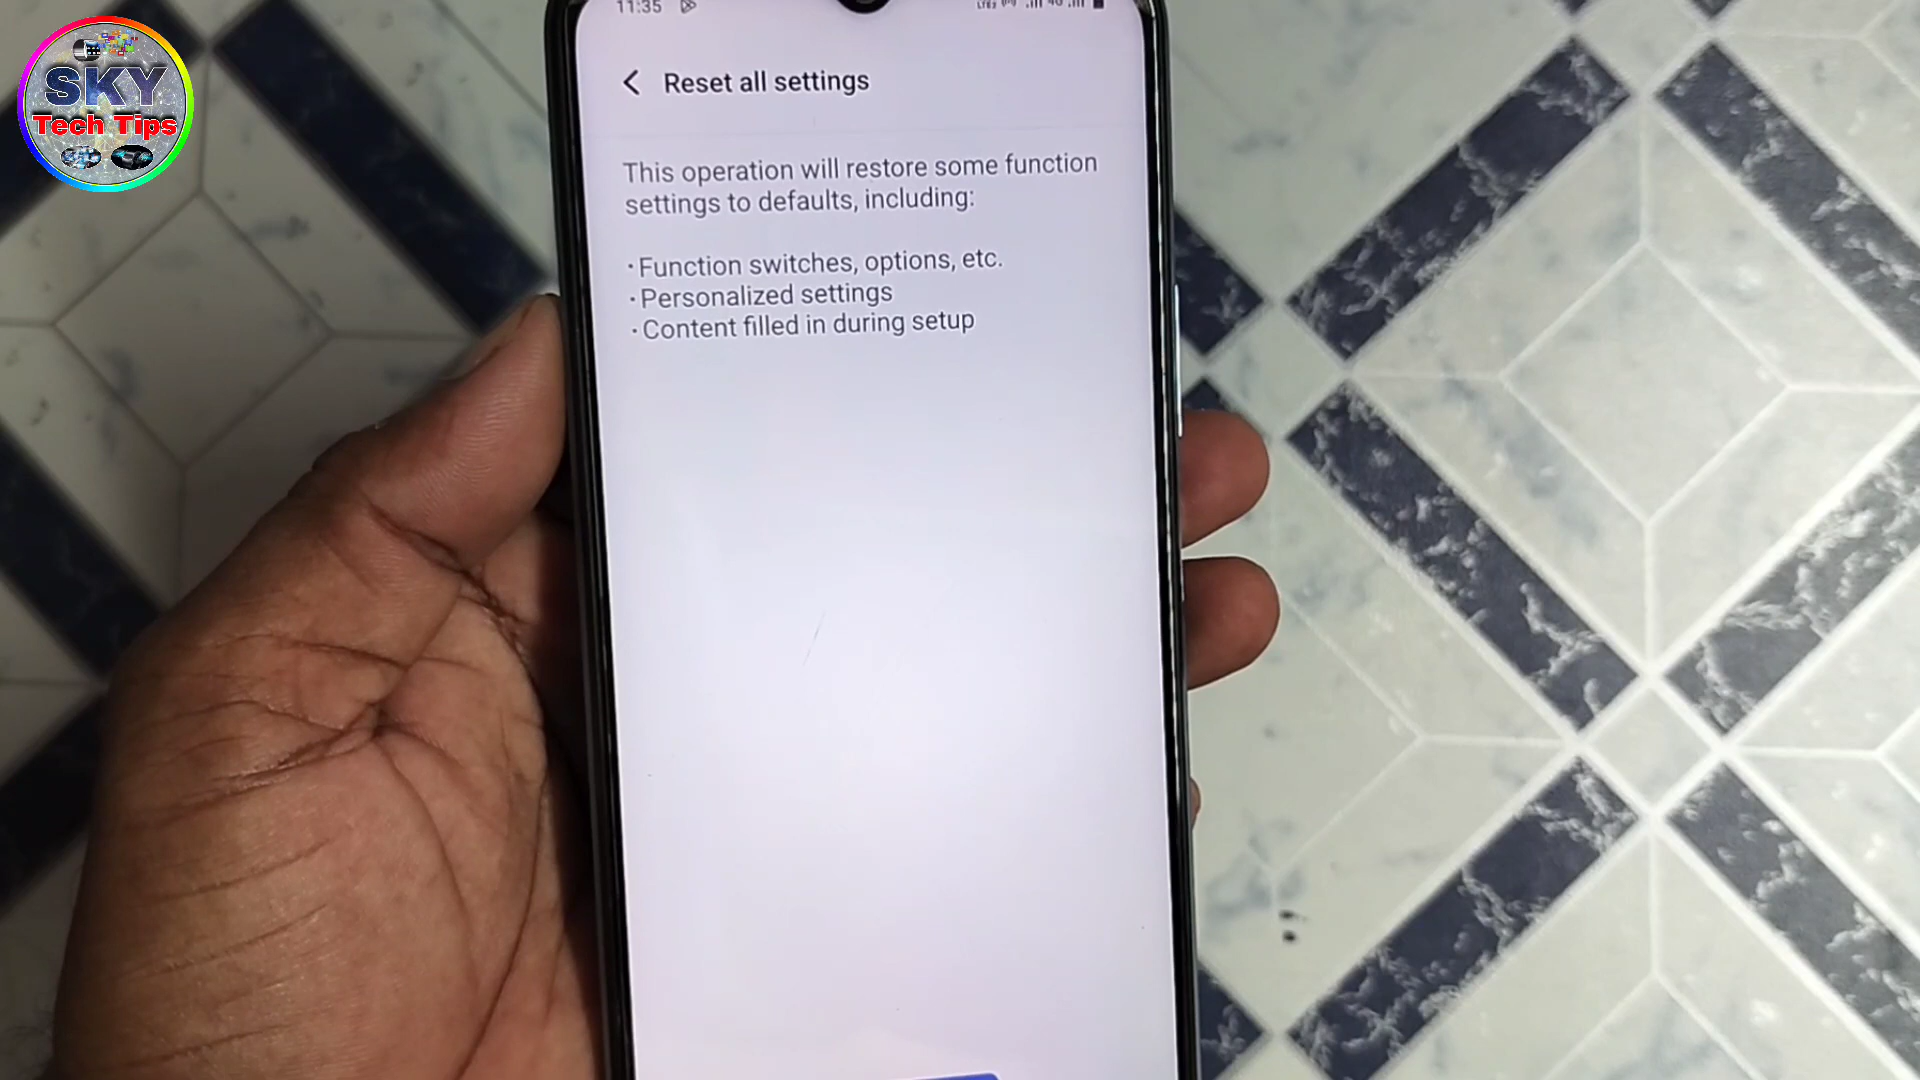 SKY
Tech Tips
11:35
Reset all settings
This operation will restore some function
settings to defaults, including:
· Function switches, options, etc.
· Personalized settings
· Content filled in during setup